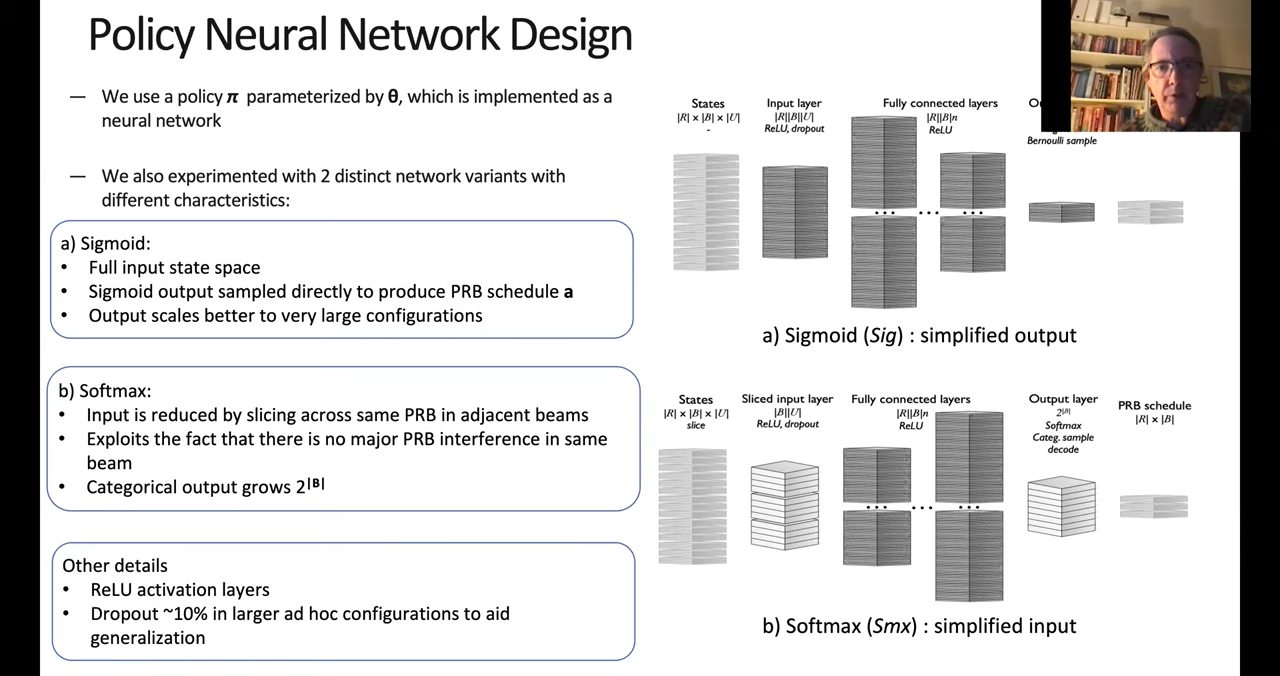 Policy Neural Network Design
— We use a policy π parameterized by θ, which is implemented as a
neural network
— We also experimented with 2 distinct network variants with
different characteristics:
a) Sigmoid:
• Full input state space
• Sigmoid output sampled directly to produce PRB schedule a
• Output scales better to very large configurations
b) Softmax:
• Input is reduced by slicing across same PRB in adjacent beams
• Exploits the fact that there is no major PRB interference in same
beam
• Categorical output grows 2^|B|
Other details
• ReLU activation layers
• Dropout ~10% in larger ad hoc configurations to aid
generalization
States
|R| × |B| × |U|
-
Input layer
|R||B||U|
ReLU, dropout
Fully connected layers
|R||B|n
ReLU
Bernoulli sample
... ... ...
a) Sigmoid (Sig) : simplified output
States
|R| × |B| × |U|
slice
Sliced input layer
|B||U|
ReLU, dropout
Fully connected layers
|R||B|n
ReLU
Output layer
2^|B|
Softmax
Categ. sample
decode
PRB schedule
|R| × |B|
... ... ...
b) Softmax (Smx) : simplified input